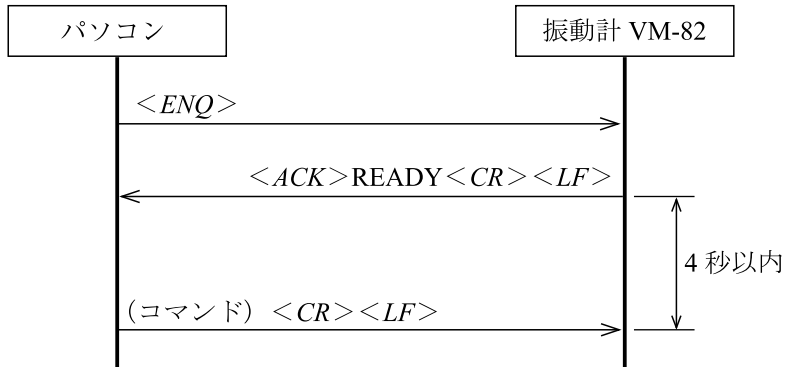 パソコン
振動計 VM-82
＜ENQ＞
＜ACK＞READY＜CR＞＜LF＞
4 秒以内
(コマンド) ＜CR＞＜LF＞